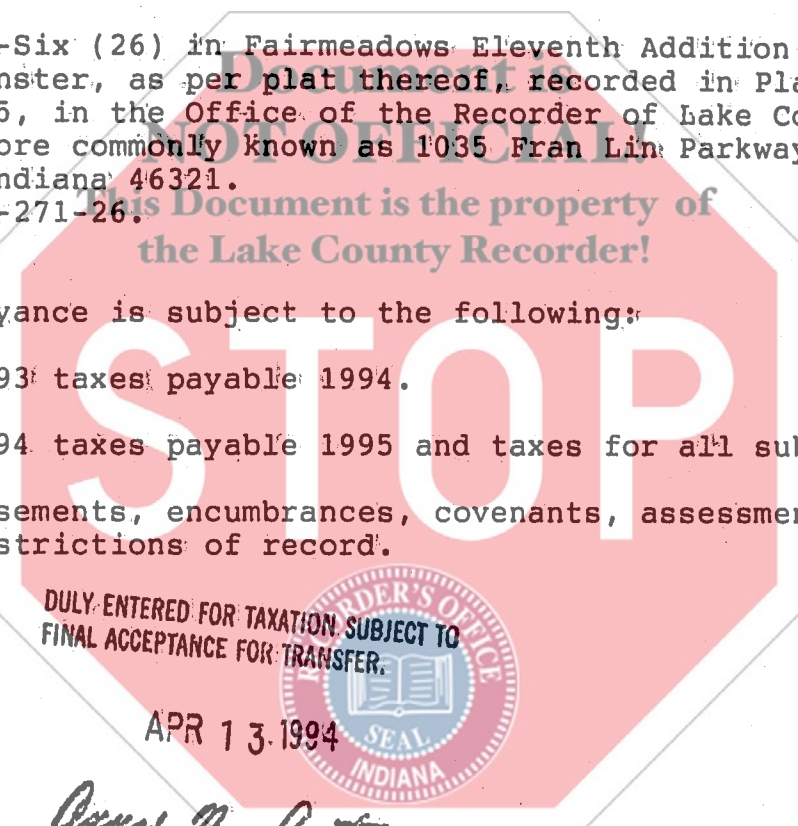 -Six (26) in Fairmeadows Eleventh Addition
nster, as per plat thereof, recorded in Pla
5, in the Office of the Recorder of Lake Co
ore commonly known as 1035 Fran Lin Parkway
ndiana 46321.
-271-26.
Document is
NOT OFFICIAL!
This Document is the property of
the Lake County Recorder!
yance is subject to the following:
93 taxes payable 1994.
94 taxes payable 1995 and taxes for all sub
sements, encumbrances, covenants, assessmen
strictions of record.
STOP
DULY ENTERED FOR TAXATION SUBJECT TO
FINAL ACCEPTANCE FOR TRANSFER.
APR 13 1994
RECORDER'S OFFICE
SEAL
INDIANA